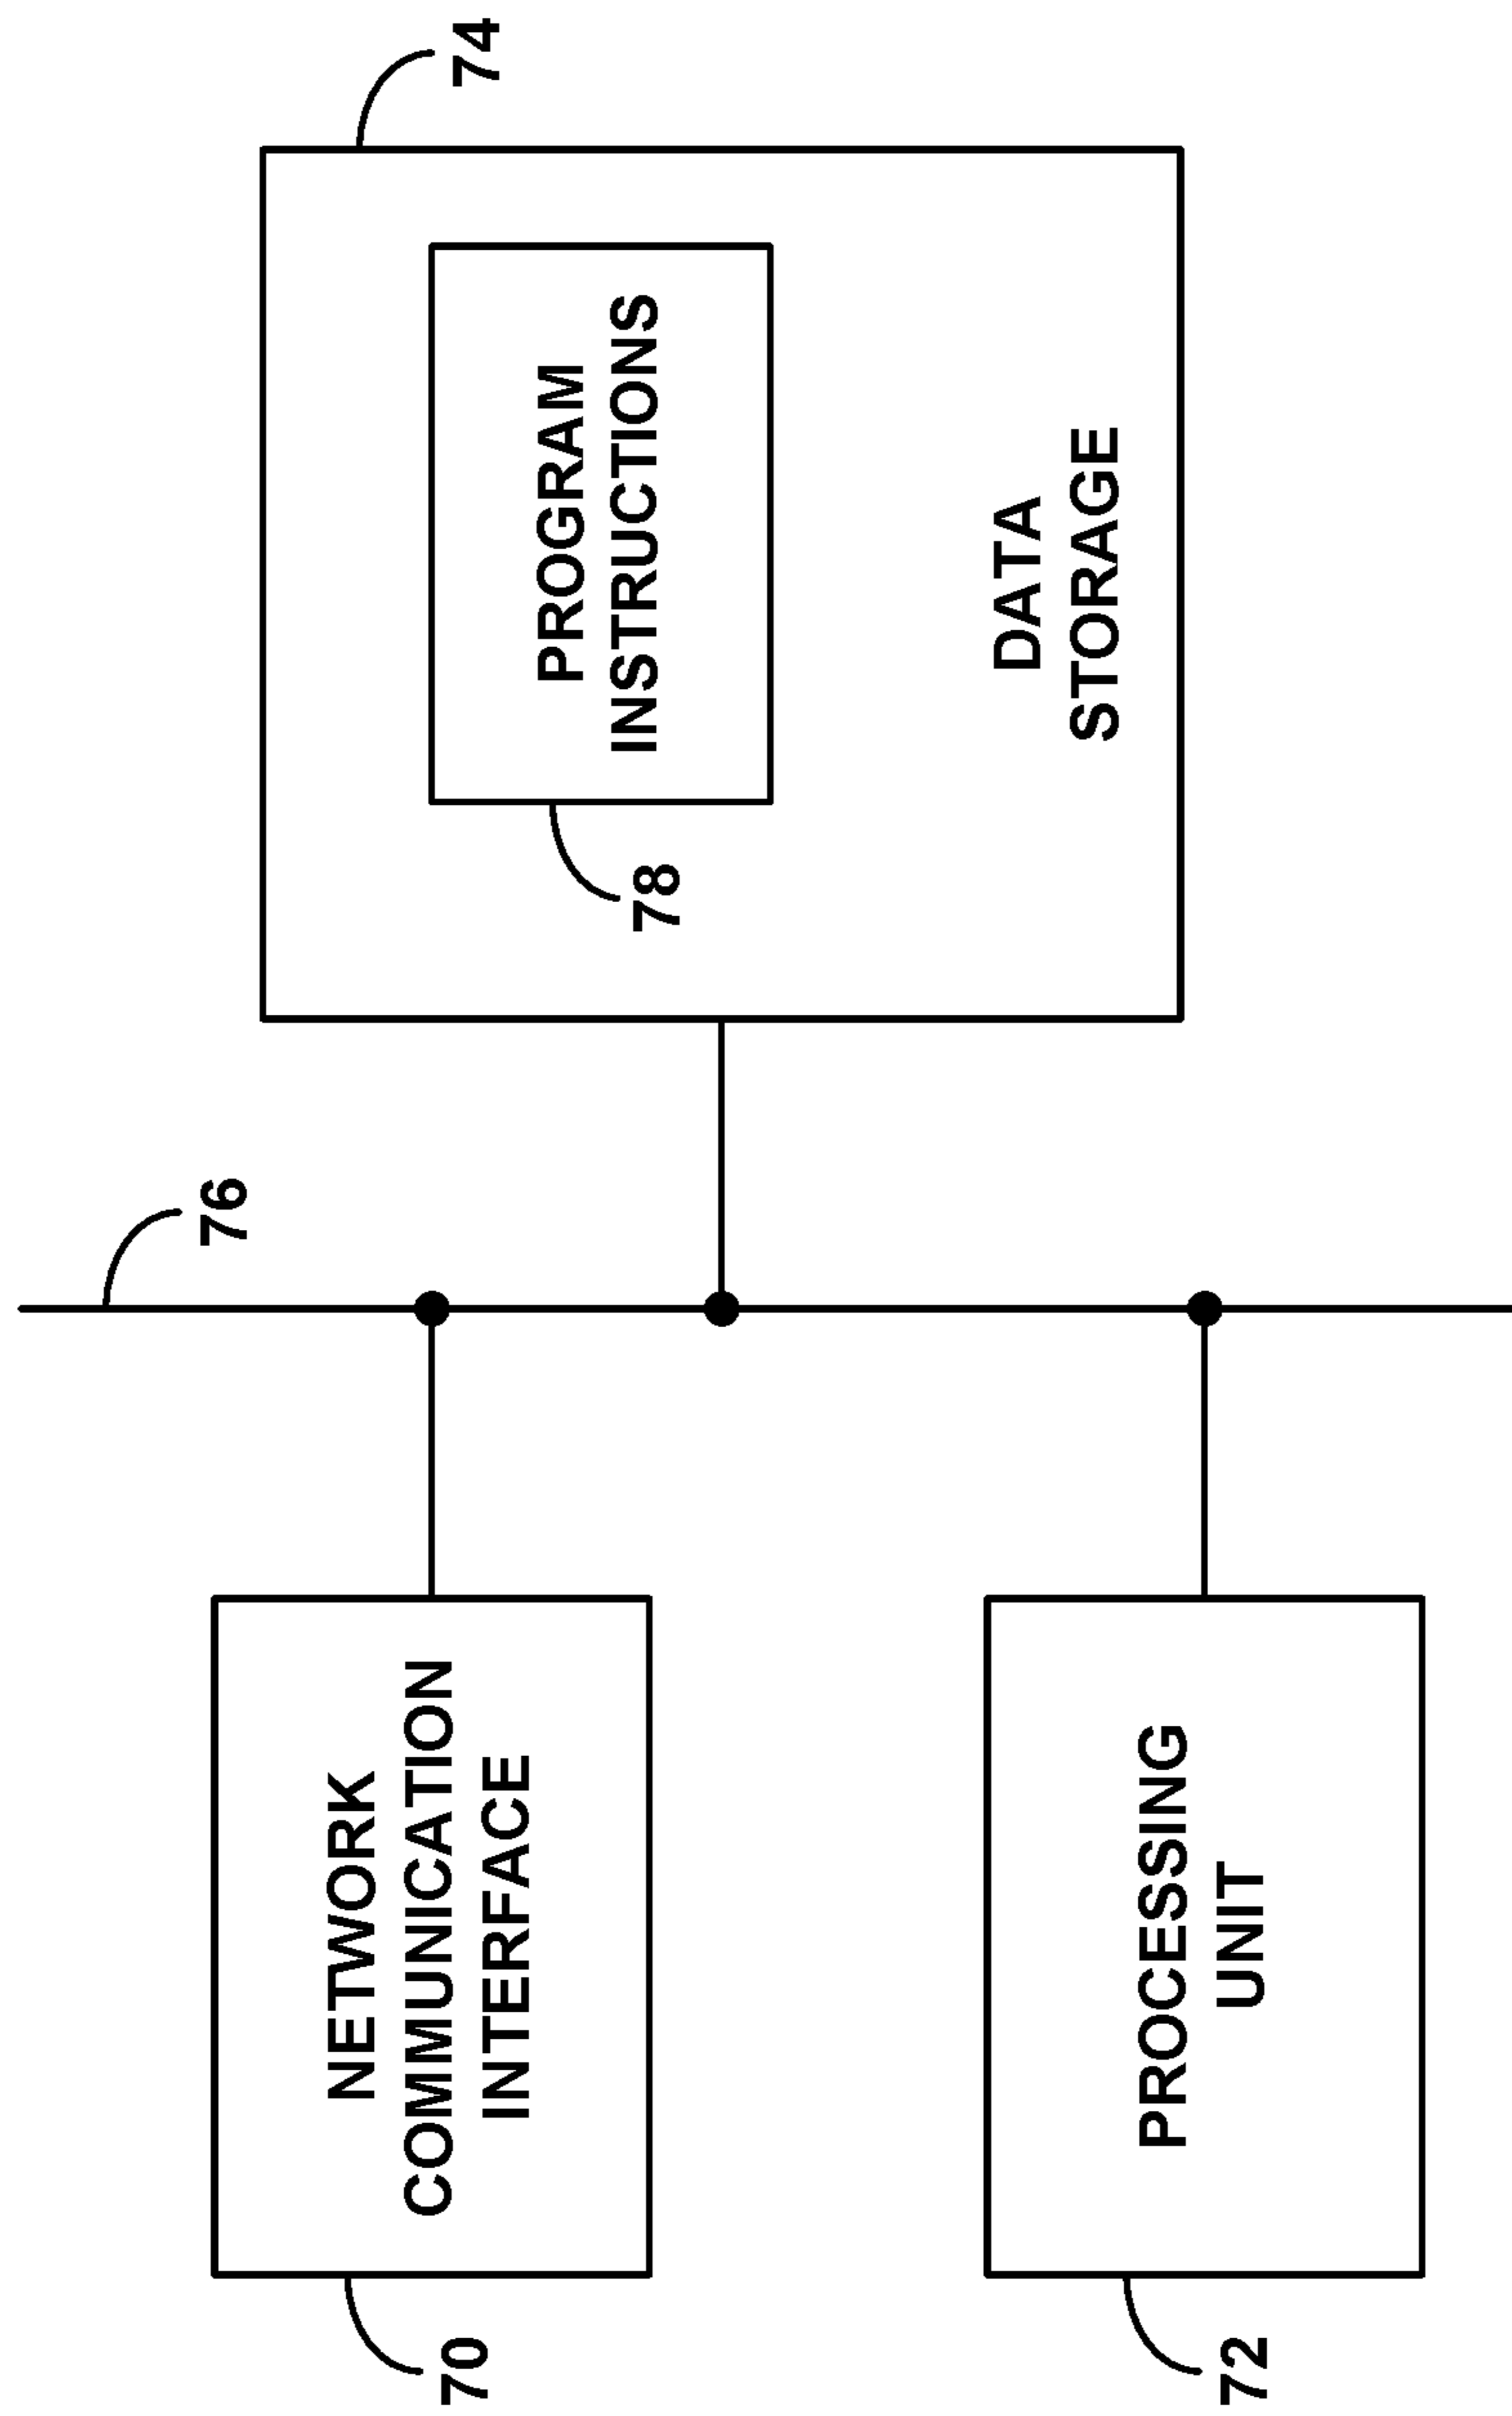 76
74
NETWORK
COMMUNICATION
INTERFACE
70
PROGRAM
INSTRUCTIONS
78
DATA
STORAGE
PROCESSING
UNIT
72